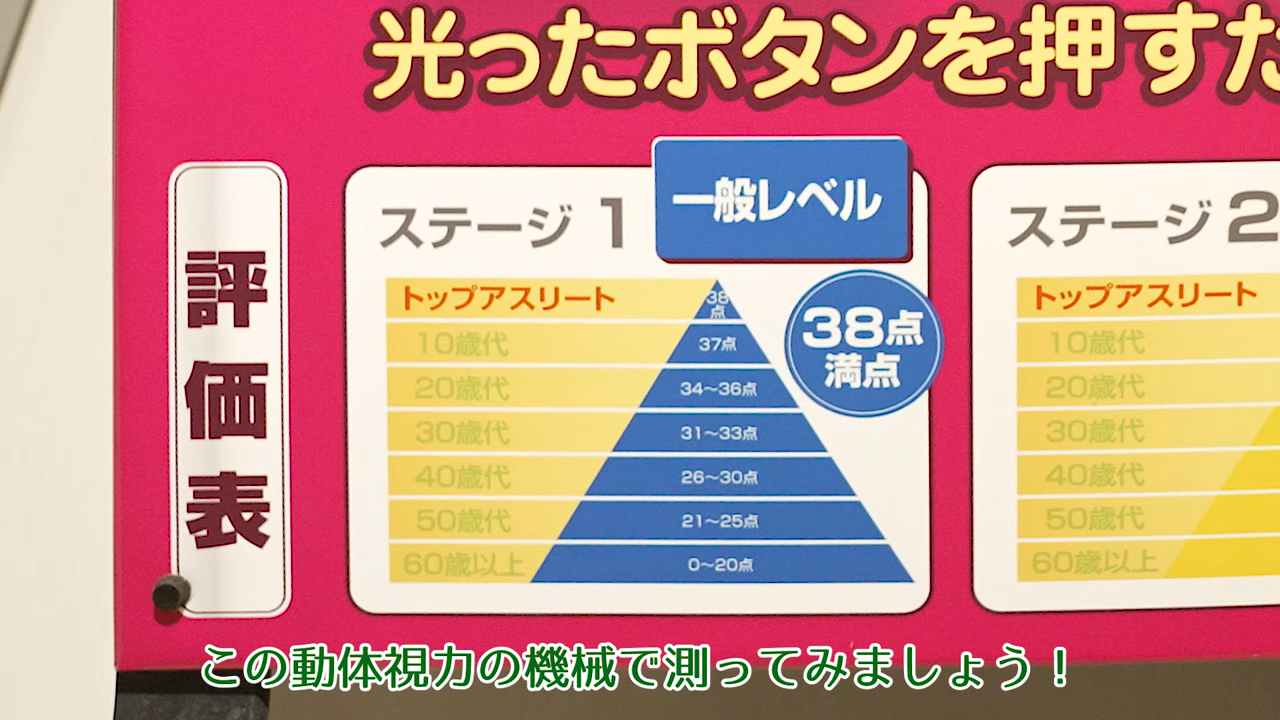 光ったボタンを押すた
評価表
ステージ 1
一般レベル
トップアスリート
38点
10歳代
37点
20歳代
34〜36点
30歳代
31〜33点
40歳代
26〜30点
50歳代
21〜25点
60歳以上
0〜20点
38点
満点
ステージ 2
トップアスリート
10歳代
20歳代
30歳代
40歳代
50歳代
60歳以上
この動体視力の機械で測ってみましょう！